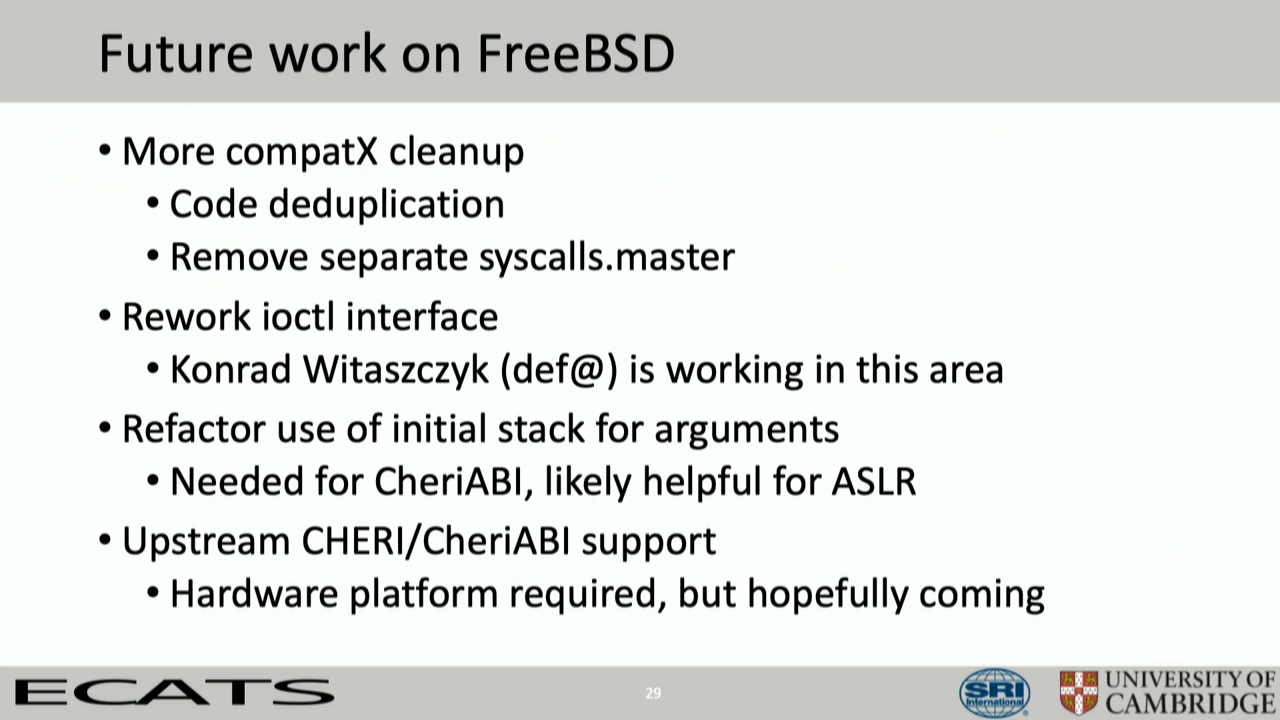 Future work on FreeBSD
• More compatX cleanup
• Code deduplication
• Remove separate syscalls.master
• Rework ioctl interface
• Konrad Witaszczyk (def@) is working in this area
• Refactor use of initial stack for arguments
• Needed for CheriABI, likely helpful for ASLR
• Upstream CHERI/CheriABI support
• Hardware platform required, but hopefully coming
ECATS
29
SRI
International
UNIVERSITY OF
CAMBRIDGE